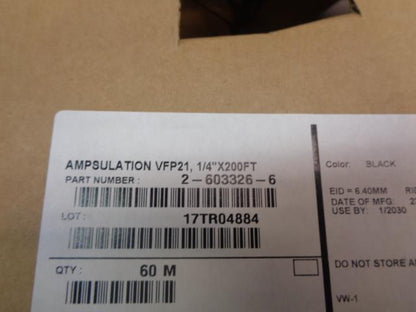 AMPSULATION VFP21, 1/4"X200FT
PART NUMBER: 2-603326-6
LOT: 17TR04884
QTY: 60 M
Color: BLACK
EID = 6.40MM
DATE OF MFG:
USE BY: 1/2030
DO NOT STORE
VW-1